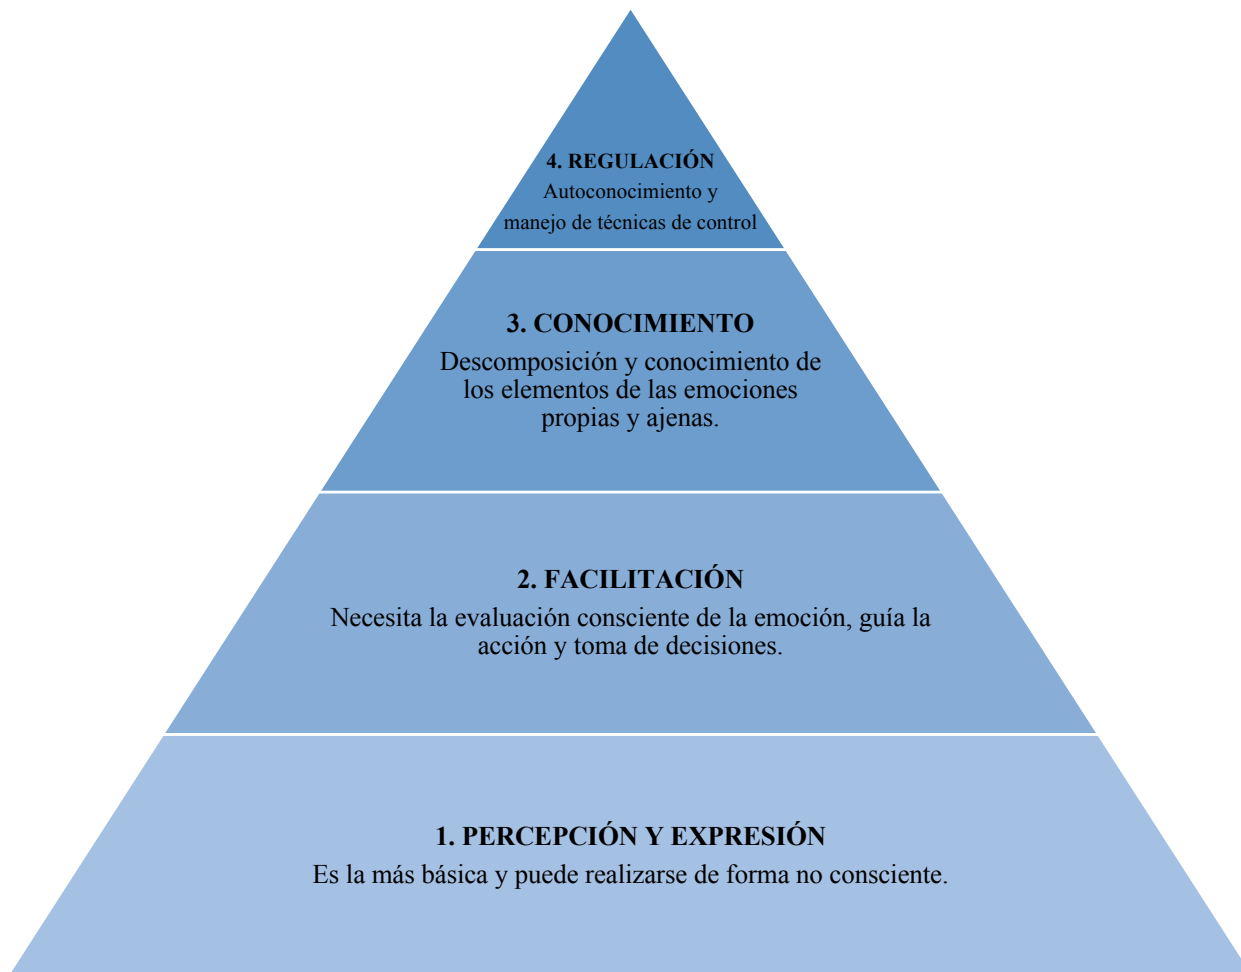 4. REGULACIÓN
Autoconocimiento y
manejo de técnicas de control
3. CONOCIMIENTO
Descomposición y conocimiento de
los elementos de las emociones
propias y ajenas.
2. FACILITACIÓN
Necesita la evaluación consciente de la emoción, guía la
acción y toma de decisiones.
1. PERCEPCIÓN Y EXPRESIÓN
Es la más básica y puede realizarse de forma no consciente.